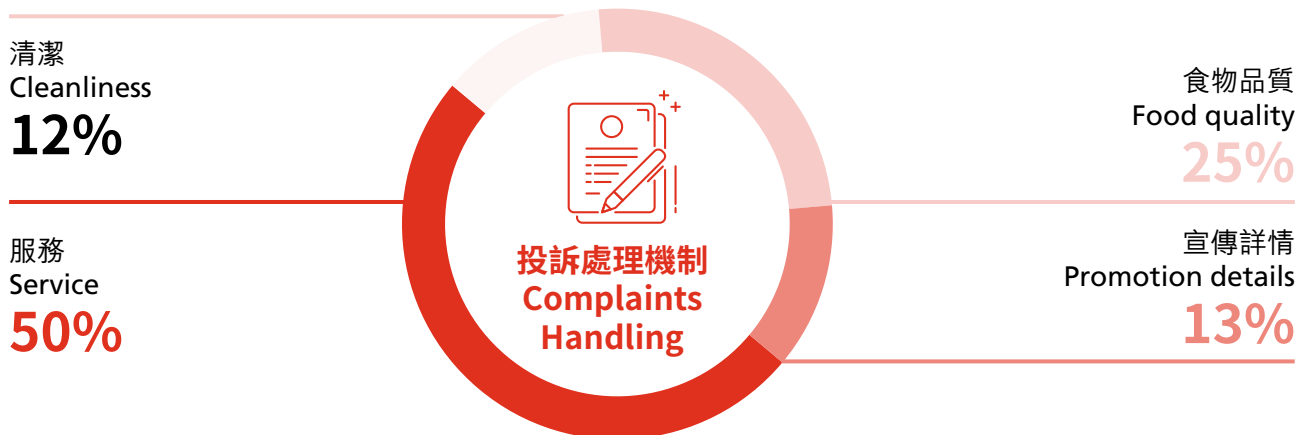 清潔
Cleanliness
12%
服務
Service
50%
投訴處理機制
Complaints
Handling
食物品質
Food quality
25%
宣傳詳情
Promotion details
13%